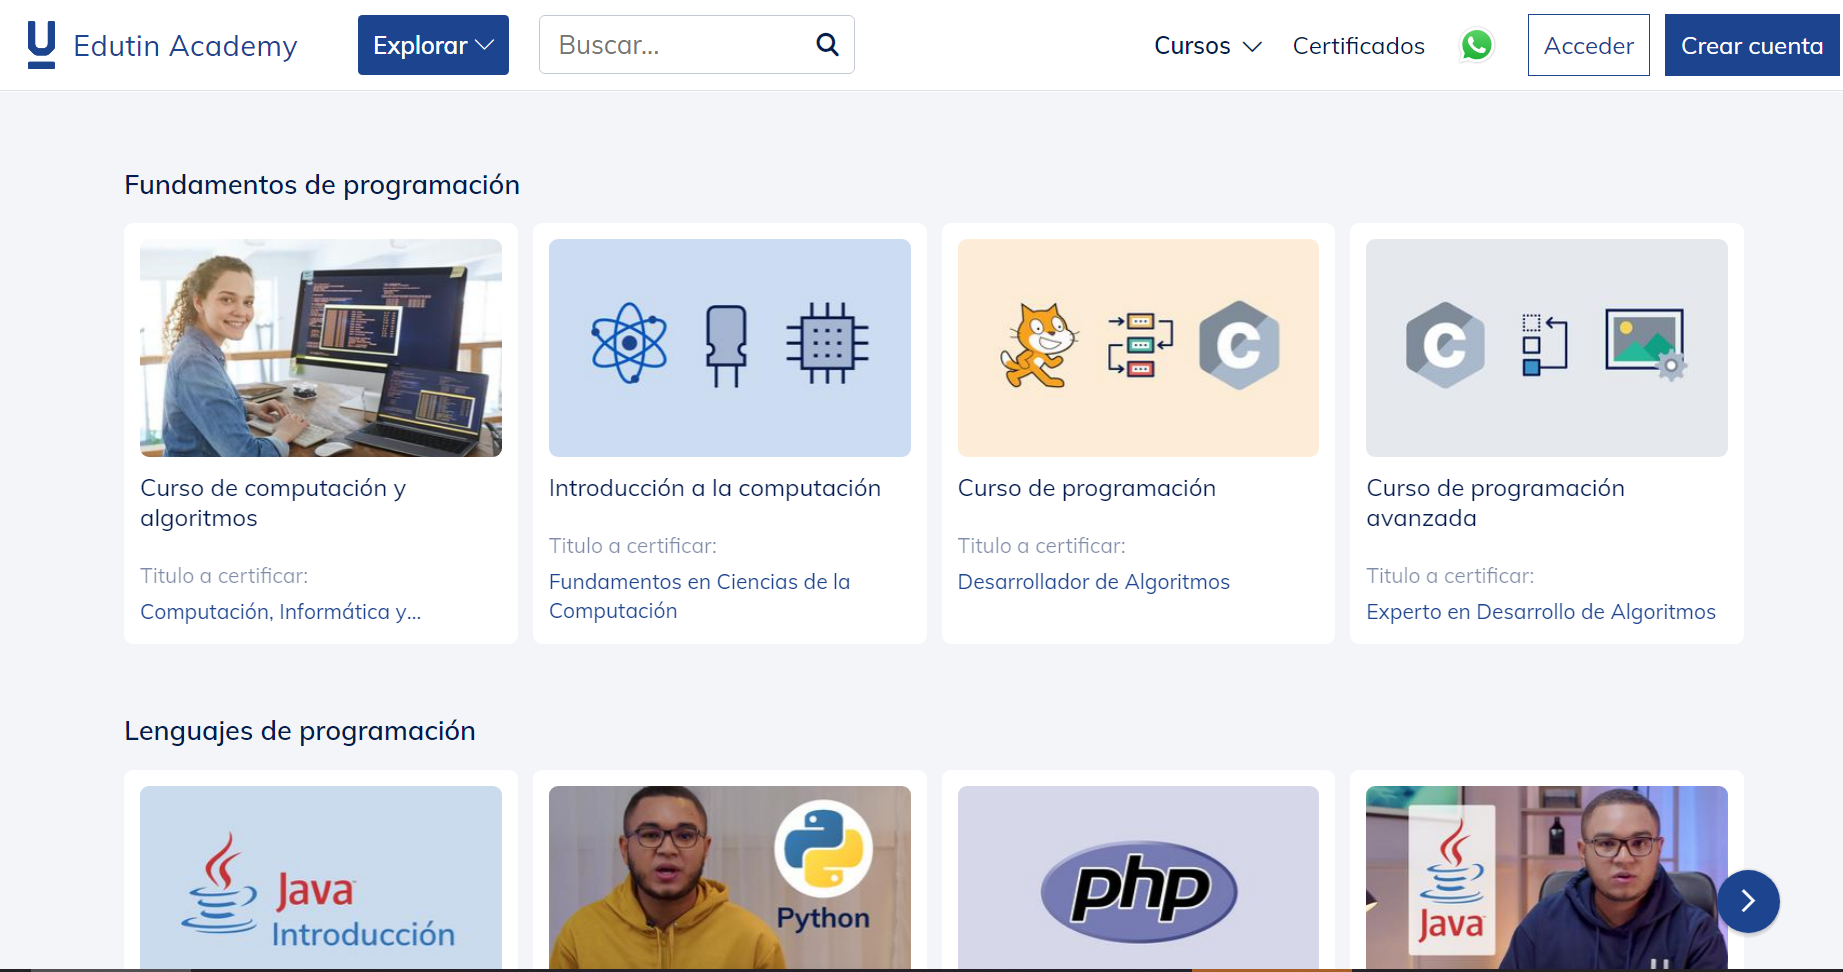 Edutin Academy
Explorar
Buscar...
Cursos
Certificados
Acceder
Crear cuenta
Fundamentos de programación
Curso de computación y
algoritmos
Titulo a certificar:
Computación, Informática y...
Introducción a la computación
Titulo a certificar:
Fundamentos en Ciencias de la
Computación
C
Curso de programación
Titulo a certificar:
Desarrollador de Algoritmos
C
Curso de programación
avanzada
Titulo a certificar:
Experto en Desarrollo de Algoritmos
Lenguajes de programación
Java
Introducción
Python
php
Java